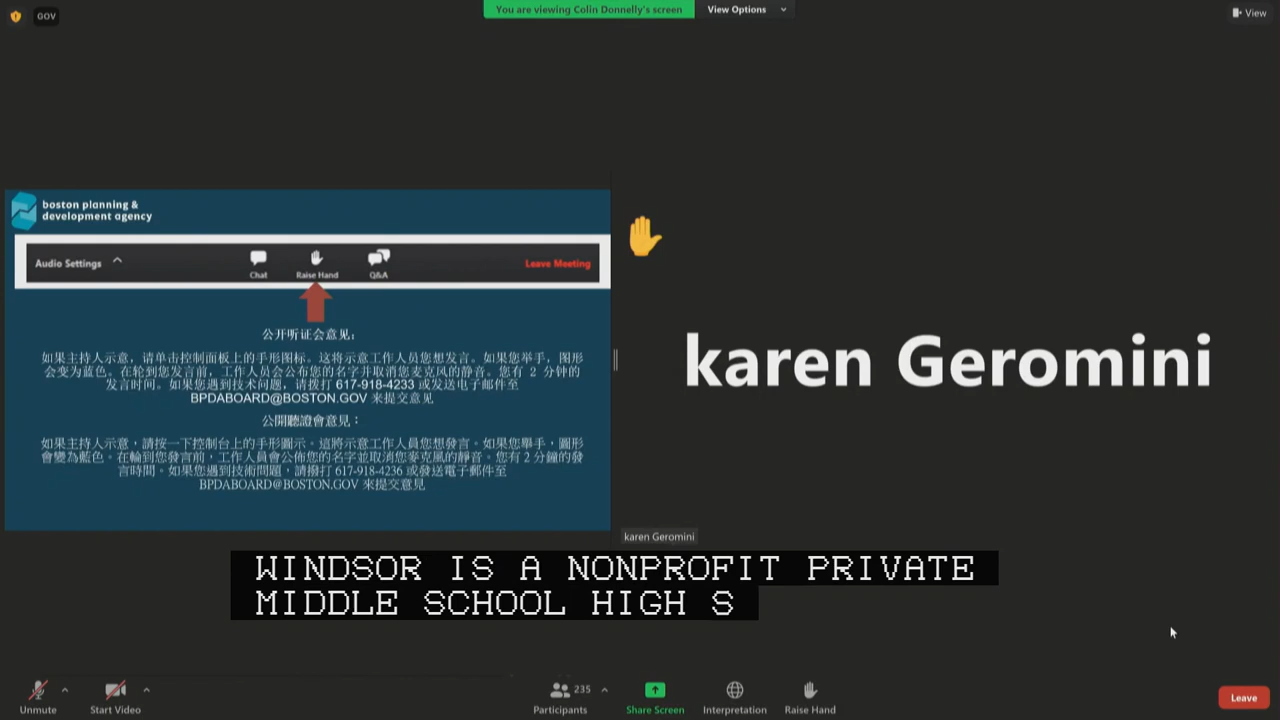 GOV
You are viewing Colin Donnelly's screen
View Options
View
boston planning &
development agency
Audio Settings
Chat
Raise Hand
Q&A
Leave Meeting
公开听证会意见：
如果主持人示意，请单击控制面板上的手形图标。这将示意工作人员您想发言。如果您举手，图形
会变为蓝色。在轮到您发言前，工作人员会公布您的名字并取消您麦克风的静音。您有 2 分钟的
发言时间。如果您遇到技术问题，请拨打 617-918-4233 或发送电子邮件至
BPDABOARD@BOSTON.GOV 来提交意见
公開聽證會意見：
如果主持人示意，請按一下控制台上的手形圖示。這將示意工作人員您想發言。如果您舉手，圖形
會變為藍色。在輪到您發言前，工作人員會公佈您的名字並取消您麥克風的靜音。您有 2 分鐘的發
言時間。如果您遇到技術問題，請撥打 617-918-4236 或發送電子郵件至
BPDABOARD@BOSTON.GOV 來提交意見
karen Geromini
karen Geromini
WINDSOR IS A NONPROFIT PRIVATE
MIDDLE SCHOOL HIGH S
Unmute
Start Video
235
Participants
Share Screen
Interpretation
Raise Hand
Leave